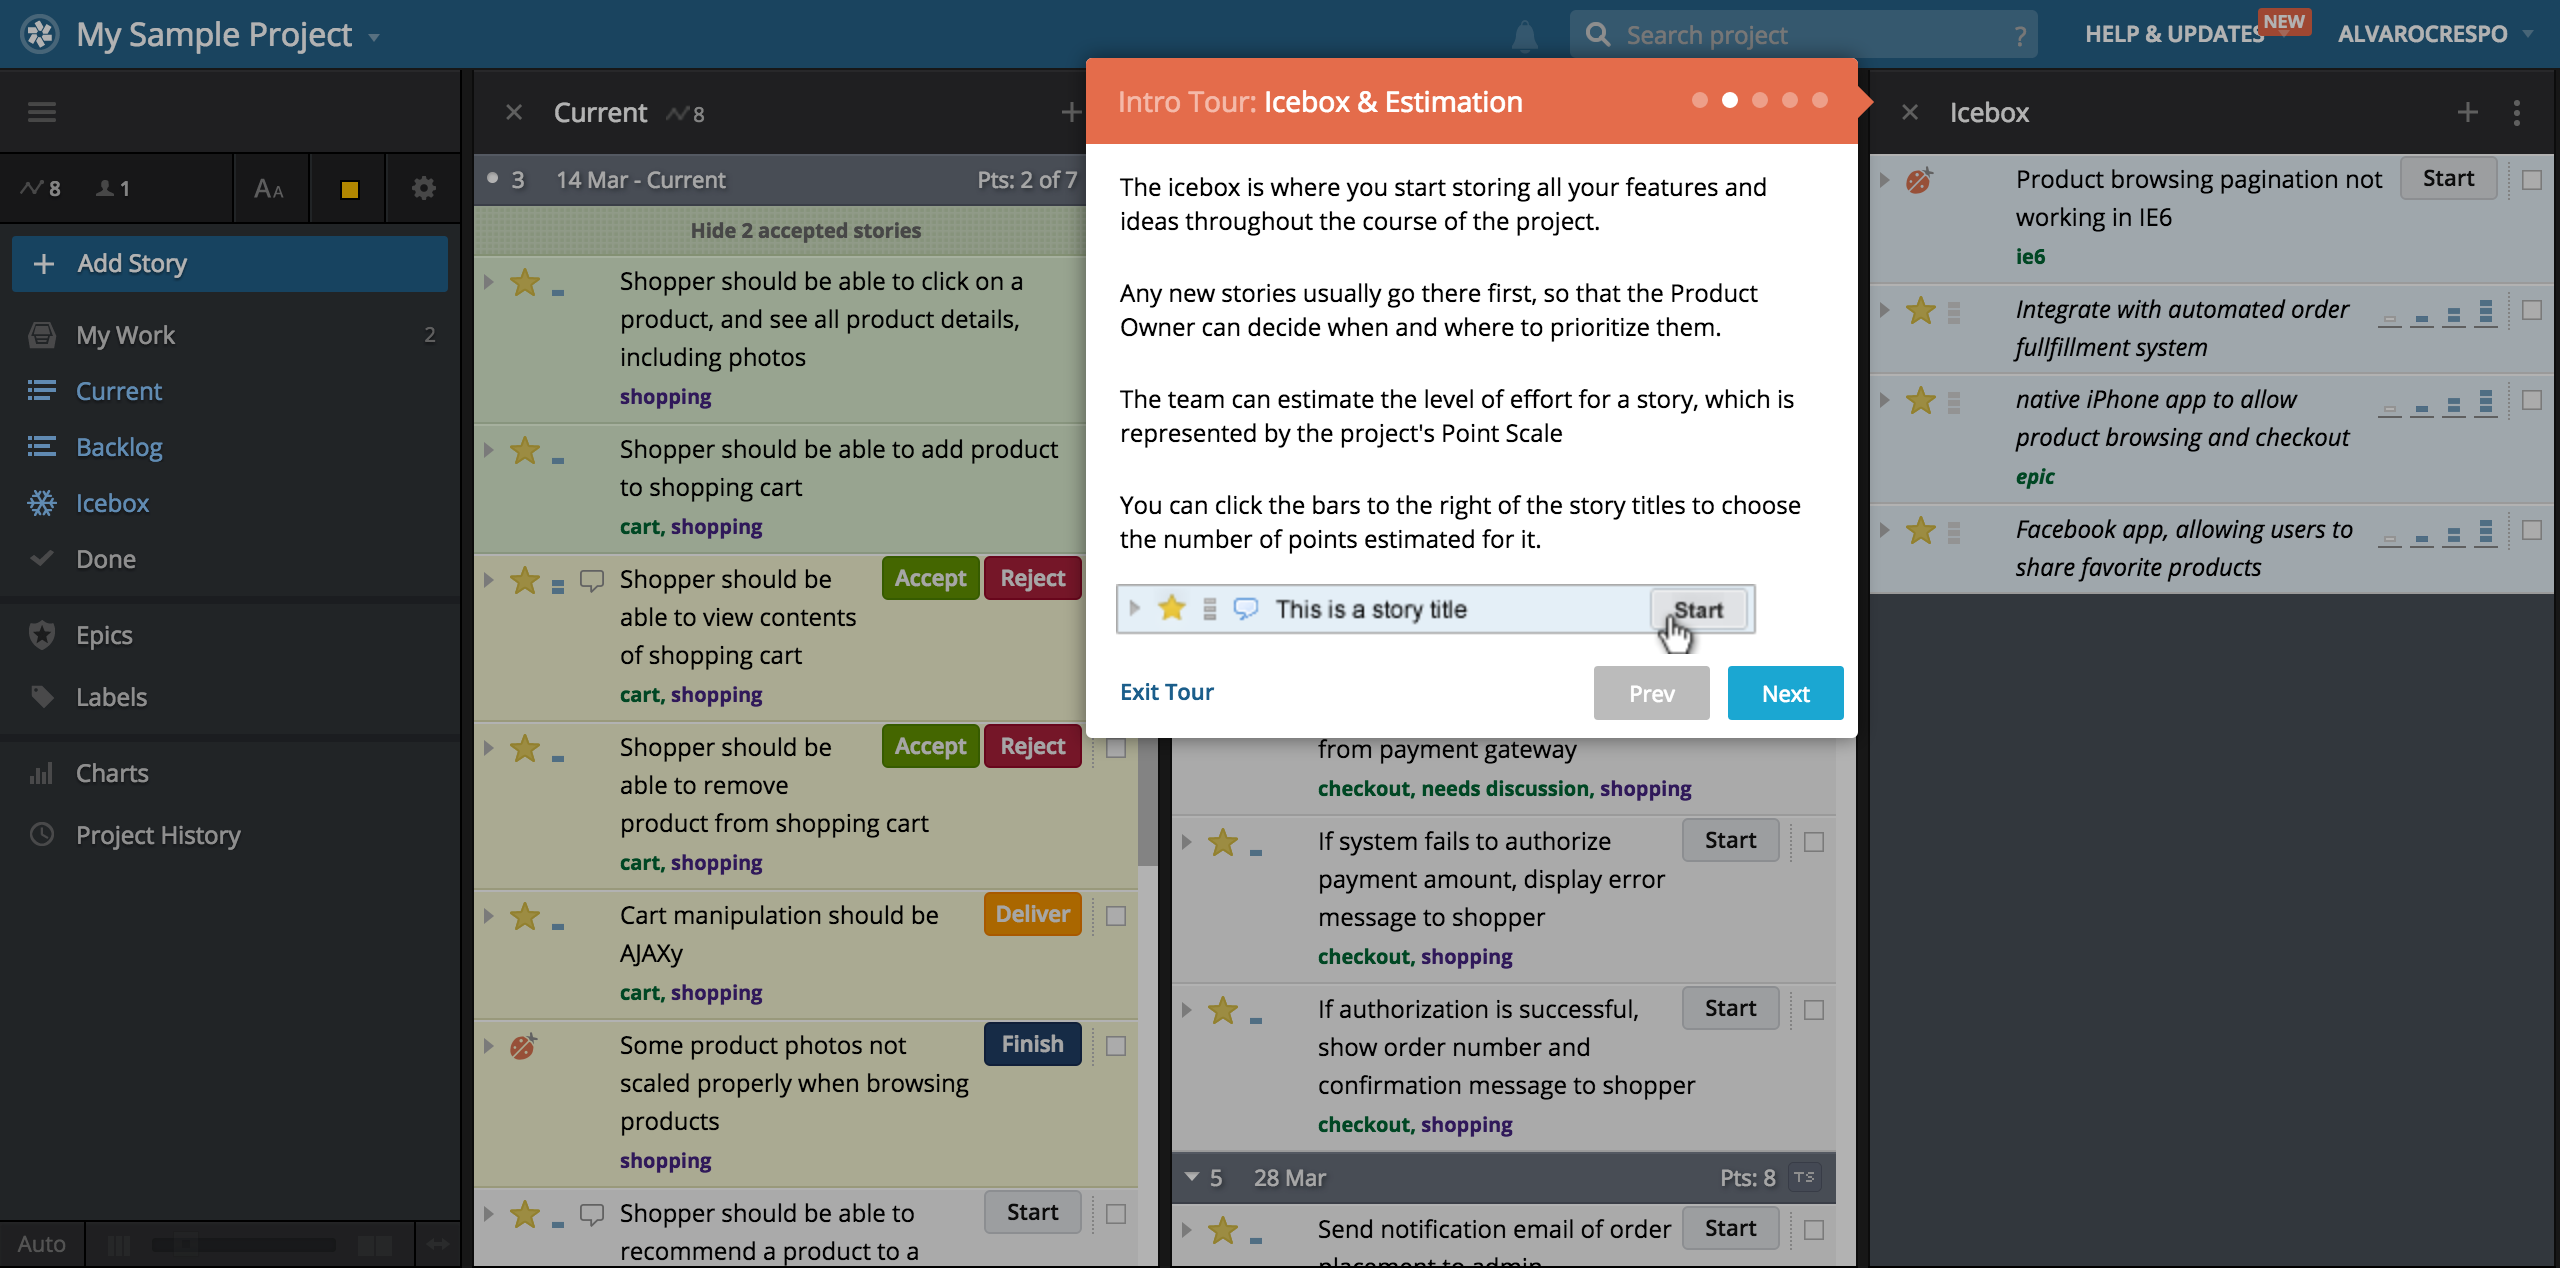 My Sample Project
Search project
?
HELP & UPDATES
NEW
ALVAROCRESPO
8
1
AA
Add Story
My Work
2
Current
Backlog
Icebox
Done
Epics
Labels
Charts
Project History
Auto
Current
8
3
14 Mar - Current
Pts: 2 of 7
Hide 2 accepted stories
Shopper should be able to click on a
product, and see all product details,
including photos
shopping
Shopper should be able to add product
to shopping cart
cart, shopping
Shopper should be
able to view contents
of shopping cart
Accept
Reject
cart, shopping
Shopper should be
able to remove
product from shopping cart
Accept
Reject
cart, shopping
Cart manipulation should be
AJAXy
Deliver
cart, shopping
Some product photos not
scaled properly when browsing
products
Finish
shopping
Shopper should be able to
recommend a product to a
Start
Intro Tour: Icebox & Estimation
The icebox is where you start storing all your features and
ideas throughout the course of the project.
Any new stories usually go there first, so that the Product
Owner can decide when and where to prioritize them.
The team can estimate the level of effort for a story, which is
represented by the project's Point Scale
You can click the bars to the right of the story titles to choose
the number of points estimated for it.
This is a story title
Start
Exit Tour
Prev
Next
from payment gateway
checkout, needs discussion, shopping
If system fails to authorize
payment amount, display error
message to shopper
Start
checkout, shopping
If authorization is successful,
show order number and
confirmation message to shopper
Start
checkout, shopping
5
28 Mar
Pts: 8
TS
Send notification email of order
placement to admin
Start
Icebox
Product browsing pagination not
working in IE6
Start
ie6
Integrate with automated order
fullfillment system
native iPhone app to allow
product browsing and checkout
epic
Facebook app, allowing users to
share favorite products